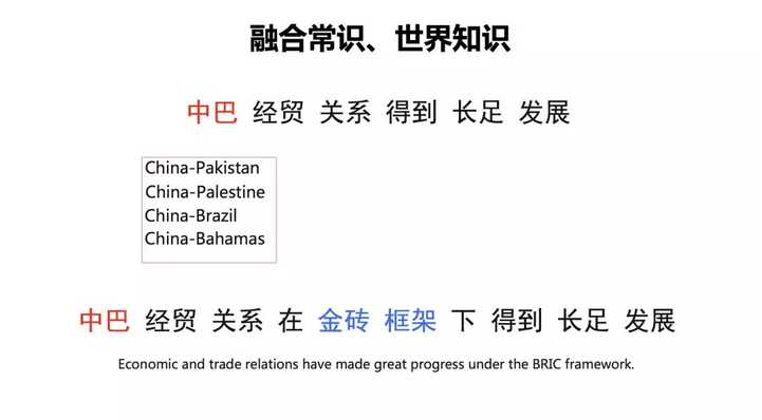 融合常识、世界知识
中巴 经贸 关系 得到 长足 发展
China-Pakistan
China-Palestine
China-Brazil
China-Bahamas
中巴 经贸 关系 在 金砖 框架 下 得到 长足 发展
Economic and trade relations have made great progress under the BRIC framework.